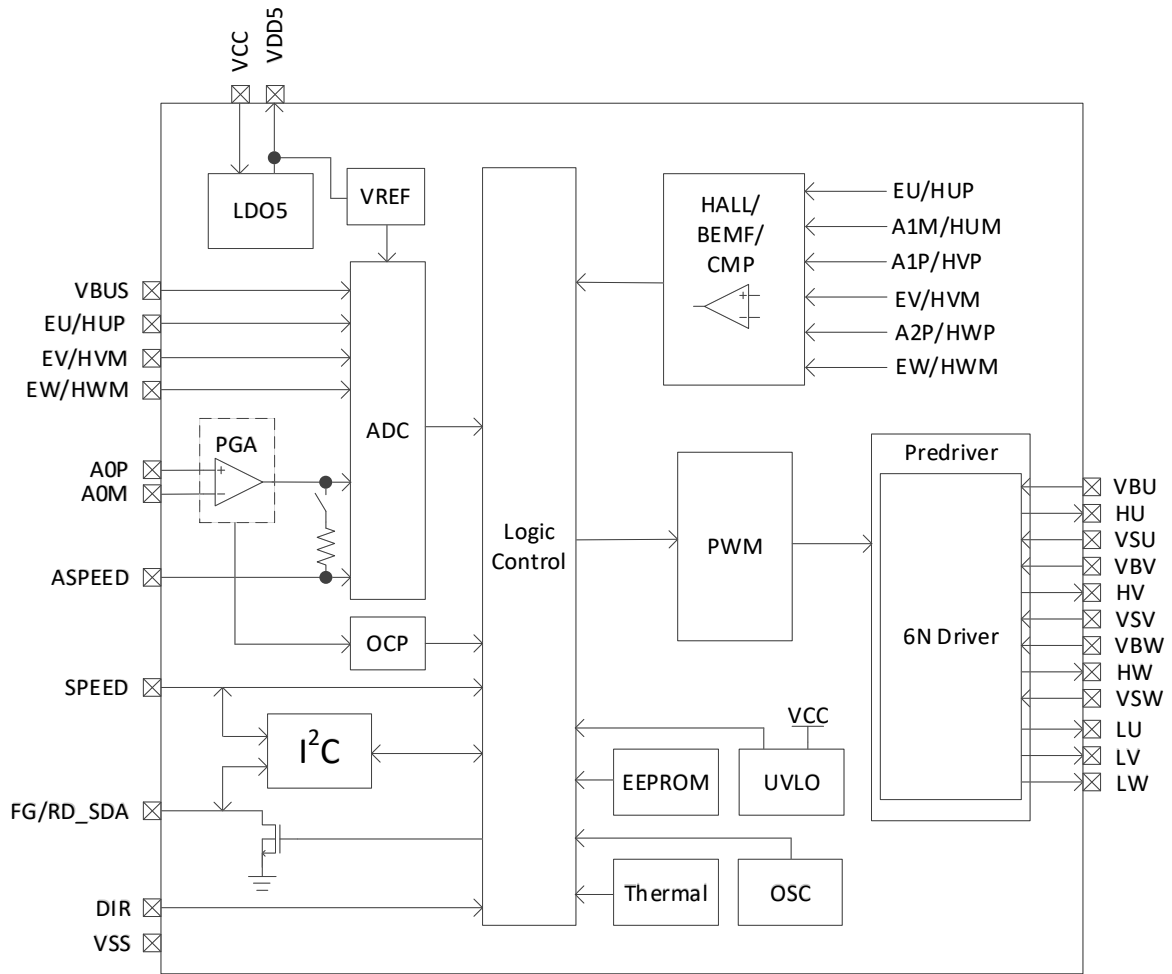 VCC
VDD5
LDO5
VREF
VBUS
EU/HUP
EV/HVM
EW/HWM
ADC
PGA
+
−
A0P
A0M
ASPEED
OCP
SPEED
I²C
FG/RD_SDA
DIR
VSS
Logic
Control
HALL/
BEMF/
CMP
+
−
EU/HUP
A1M/HUM
A1P/HVP
EV/HVM
A2P/HWP
EW/HWM
PWM
Predriver
6N Driver
VBU
HU
VSU
VBV
HV
VSV
VBW
HW
VSW
LU
LV
LW
VCC
EEPROM
UVLO
Thermal
OSC